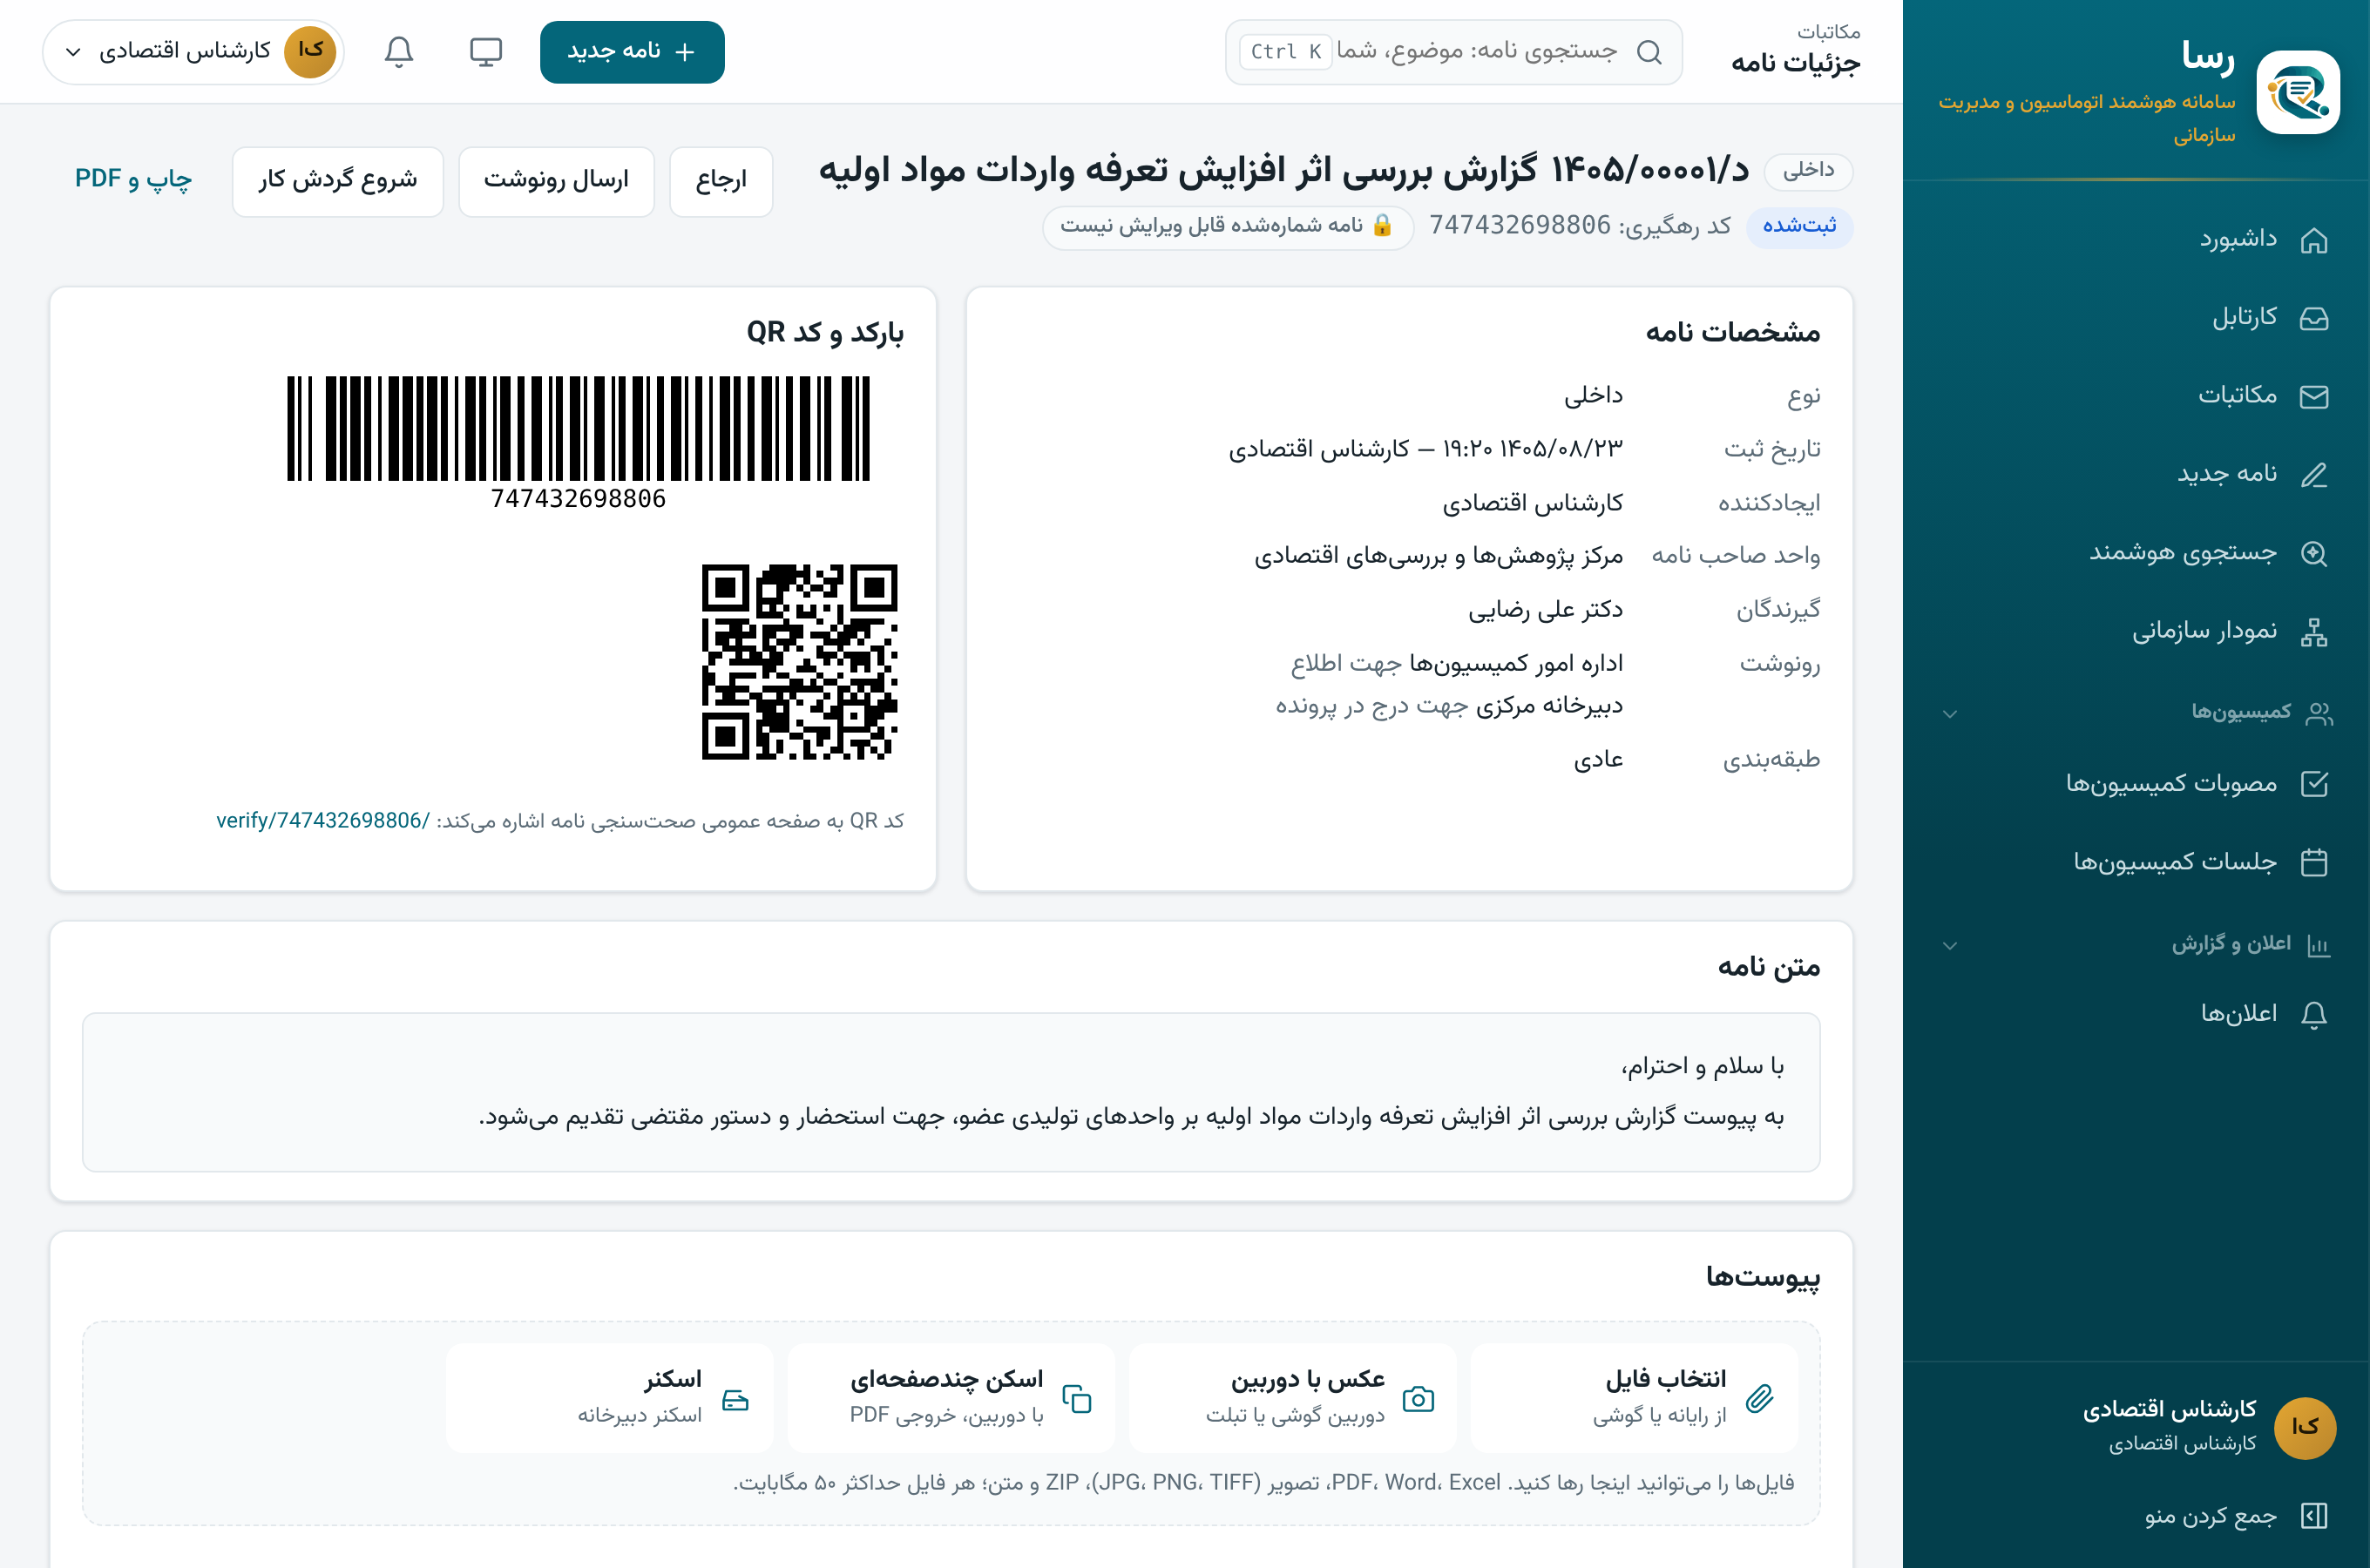 رسا
سامانه هوشمند اتوماسیون و مدیریت
سازمانی
داشبورد
کارتابل
مکاتبات
نامه جدید
جستجوی هوشمند
نمودار سازمانی
کمیسیون‌ها
مصوبات کمیسیون‌ها
جلسات کمیسیون‌ها
اعلان و گزارش
اعلان‌ها
ک‌ا
کارشناس اقتصادی
کارشناس اقتصادی
جمع کردن منو
مکاتبات
جزئیات نامه
جستجوی نامه: موضوع، شما
Ctrl K
نامه جدید
ک‌ا کارشناس اقتصادی
داخلی د/۱۴۰۵/۰۰۰۰۱ گزارش بررسی اثر افزایش تعرفه واردات مواد اولیه
ثبت‌شده کد رهگیری: 747432698806 🔒 نامه شماره‌شده قابل ویرایش نیست
ارجاع
ارسال رونوشت
شروع گردش کار
چاپ و PDF
مشخصات نامه
نوع داخلی
تاریخ ثبت ۱۴۰۵/۰۸/۲۳ ۱۹:۲۰ — کارشناس اقتصادی
ایجادکننده کارشناس اقتصادی
واحد صاحب نامه مرکز پژوهش‌ها و بررسی‌های اقتصادی
گیرندگان دکتر علی رضایی
رونوشت اداره امور کمیسیون‌ها جهت اطلاع
دبیرخانه مرکزی جهت درج در پرونده
طبقه‌بندی عادی
بارکد و کد QR
747432698806
کد QR به صفحه عمومی صحت‌سنجی نامه اشاره می‌کند: /verify/747432698806
متن نامه
با سلام و احترام،
به پیوست گزارش بررسی اثر افزایش تعرفه واردات مواد اولیه بر واحدهای تولیدی عضو، جهت استحضار و دستور مقتضی تقدیم می‌شود.
پیوست‌ها
انتخاب فایل
از رایانه یا گوشی
عکس با دوربین
دوربین گوشی یا تبلت
اسکن چندصفحه‌ای
با دوربین، خروجی PDF
اسکنر
اسکنر دبیرخانه
فایل‌ها را می‌توانید اینجا رها کنید. PDF، Word، Excel، تصویر (JPG، PNG، TIFF)، ZIP و متن؛ هر فایل حداکثر ۵۰ مگابایت.